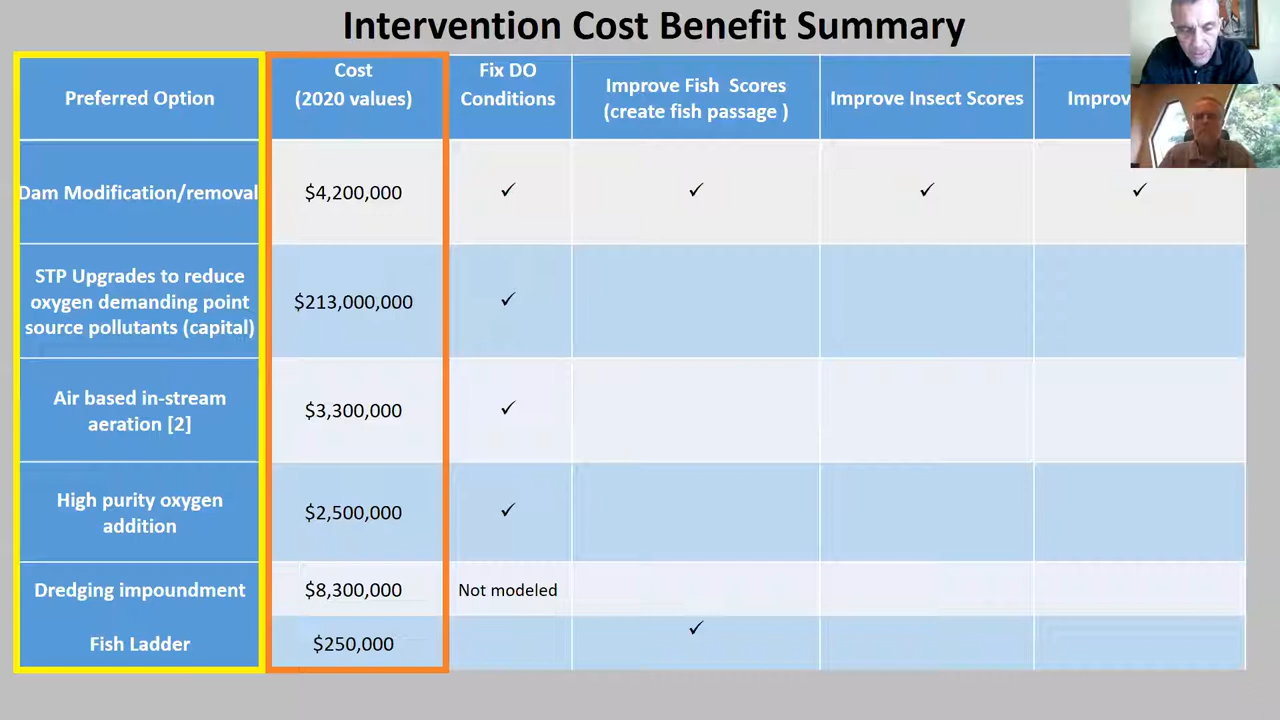 Intervention Cost Benefit Summary
Preferred Option
Cost
(2020 values)
Fix DO
Conditions
Improve Fish Scores
(create fish passage )
Improve Insect Scores
Dam Modification/removal
$4,200,000
✓
✓
✓
✓
STP Upgrades to reduce
oxygen demanding point
source pollutants (capital)
$213,000,000
✓
Air based in-stream
aeration [2]
$3,300,000
✓
High purity oxygen
addition
$2,500,000
✓
Dredging impoundment
$8,300,000
Not modeled
Fish Ladder
$250,000
✓